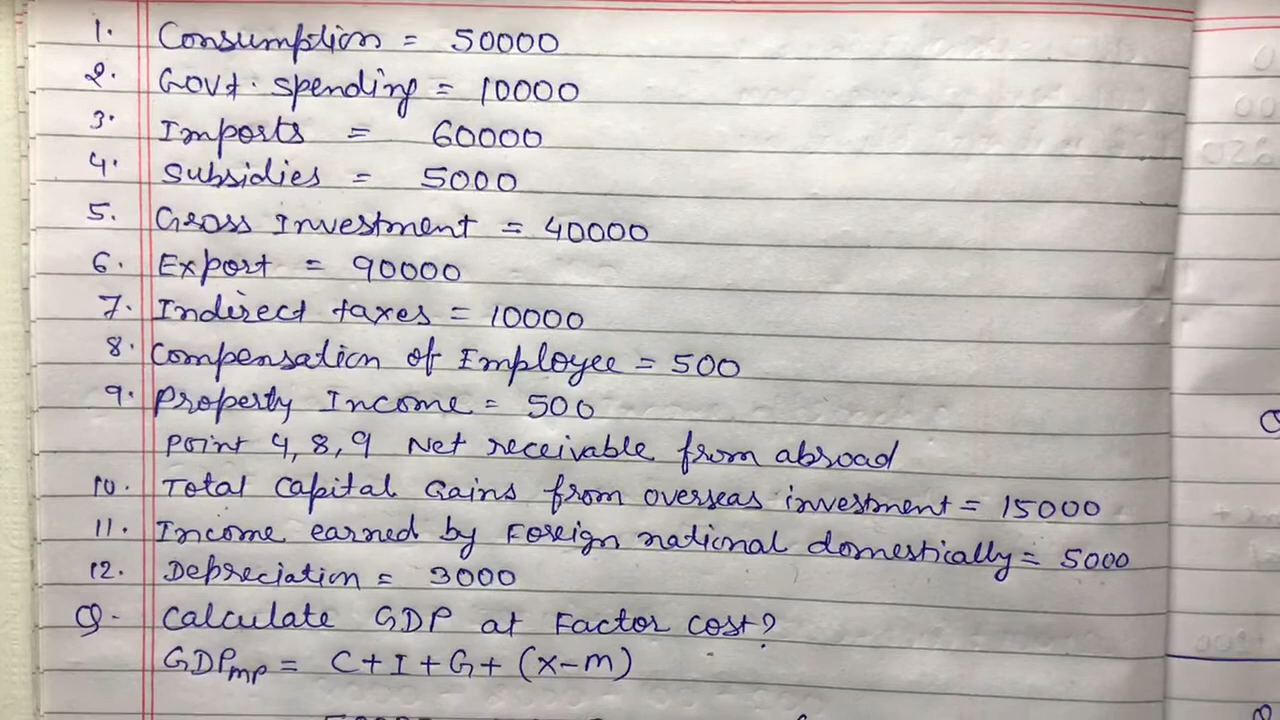 1. Consumption = 50000
2. Govt. spending = 10000
3. Imports = 60000
4. Subsidies = 5000
5. Gross Investment = 40000
6. Export = 90000
7. Indirect taxes = 10000
8. Compensation of Employee = 500
9. Property Income = 500
Point 4, 8, 9 Net receivable from abroad
10. Total Capital Gains from overseas investment = 15000
11. Income earned by Foreign national domestically = 5000
12. Depreciation = 3000
Q- Calculate GDP at Factor cost?
GDPmp = C+I+G+(x-m)